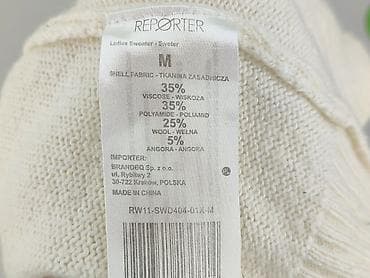 REPORTER
Ladies Sweater - Sweter
M
SHELL FABRIC - TKANINA ZASADNICZA
35%
VISCOSE - WISKOZA
35%
POLYAMIDE - POLIAMID
25%
WOOL - WEŁNA
5%
ANGORA - ANGORA
IMPORTER:
BRANDEQ Sp. z o.o.
ul. Rybitwy 2
30-722 Kraków, POLSKA
MADE IN CHINA
RW11-SWD404-01X-M